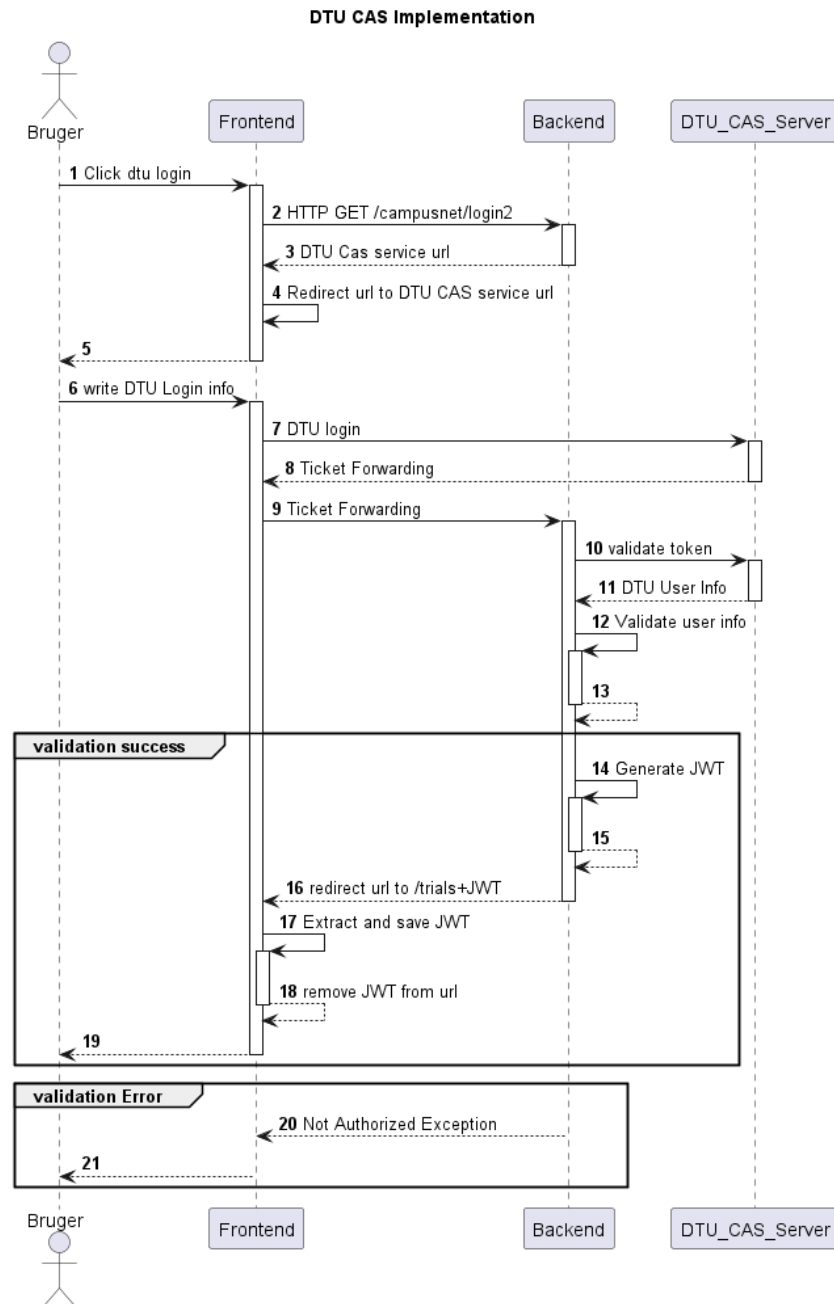 DTU CAS Implementation
Bruger
Frontend
Backend
DTU_CAS_Server
1 Click dtu login
2 HTTP GET /campusnet/login2
3 DTU Cas service url
4 Redirect url to DTU CAS service url
5
6 write DTU Login info
7 DTU login
8 Ticket Forwarding
9 Ticket Forwarding
10 validate token
11 DTU User Info
12 Validate user info
13
validation success
14 Generate JWT
15
16 redirect url to /trials+JWT
17 Extract and save JWT
18 remove JWT from url
19
validation Error
20 Not Authorized Exception
21
Bruger
Frontend
Backend
DTU_CAS_Server